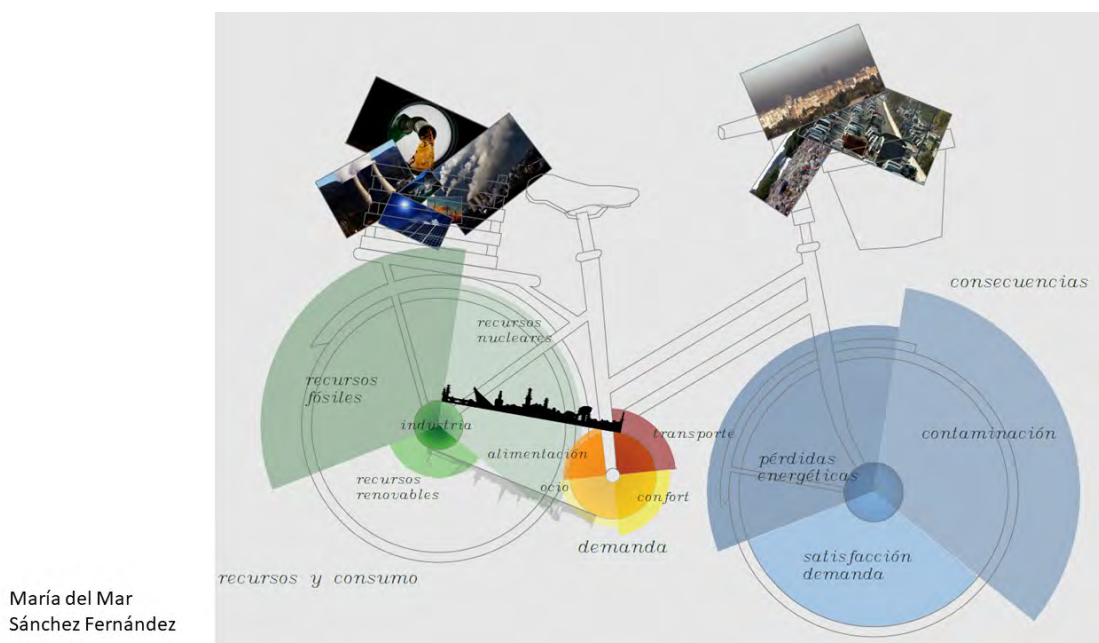 consecuencias
recursos
nucleares
recursos
fósiles
industria
transporte
contaminación
alimentación
pérdidas
energéticas
recursos
renovables
ocio
confort
demanda
satisfacción
demanda
recursos y consumo
María del Mar
Sánchez Fernández